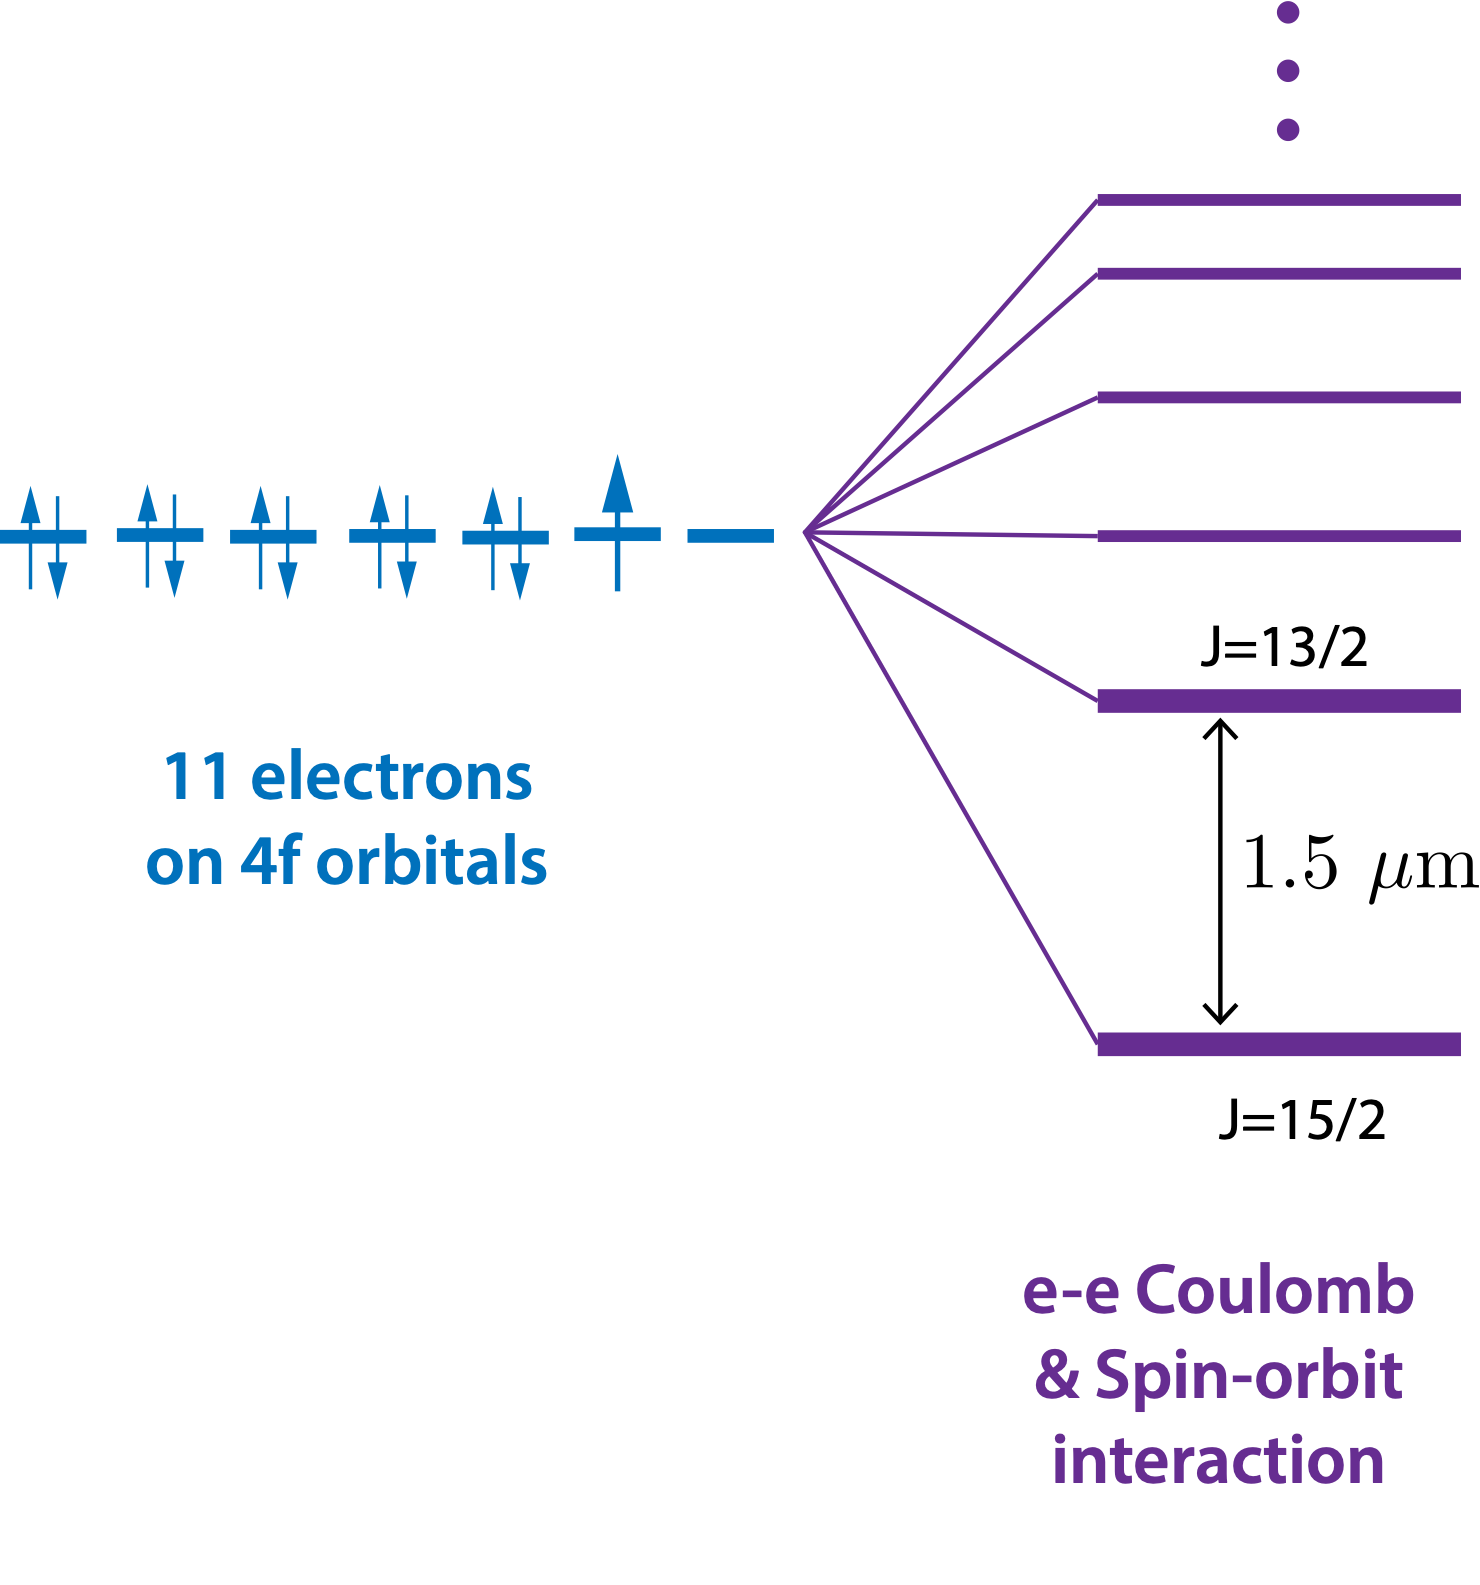 J=13/2
11 electrons
on 4f orbitals
1.5 μm
J=15/2
e-e Coulomb
& Spin-orbit
interaction